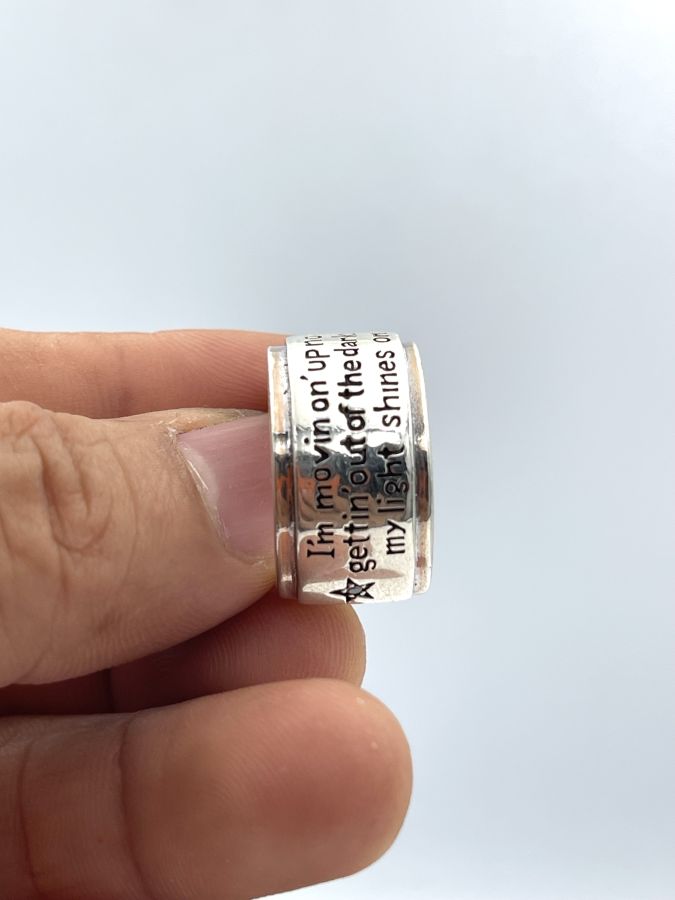 I'm movin on' up
gettin' out of the dark
my light shines on